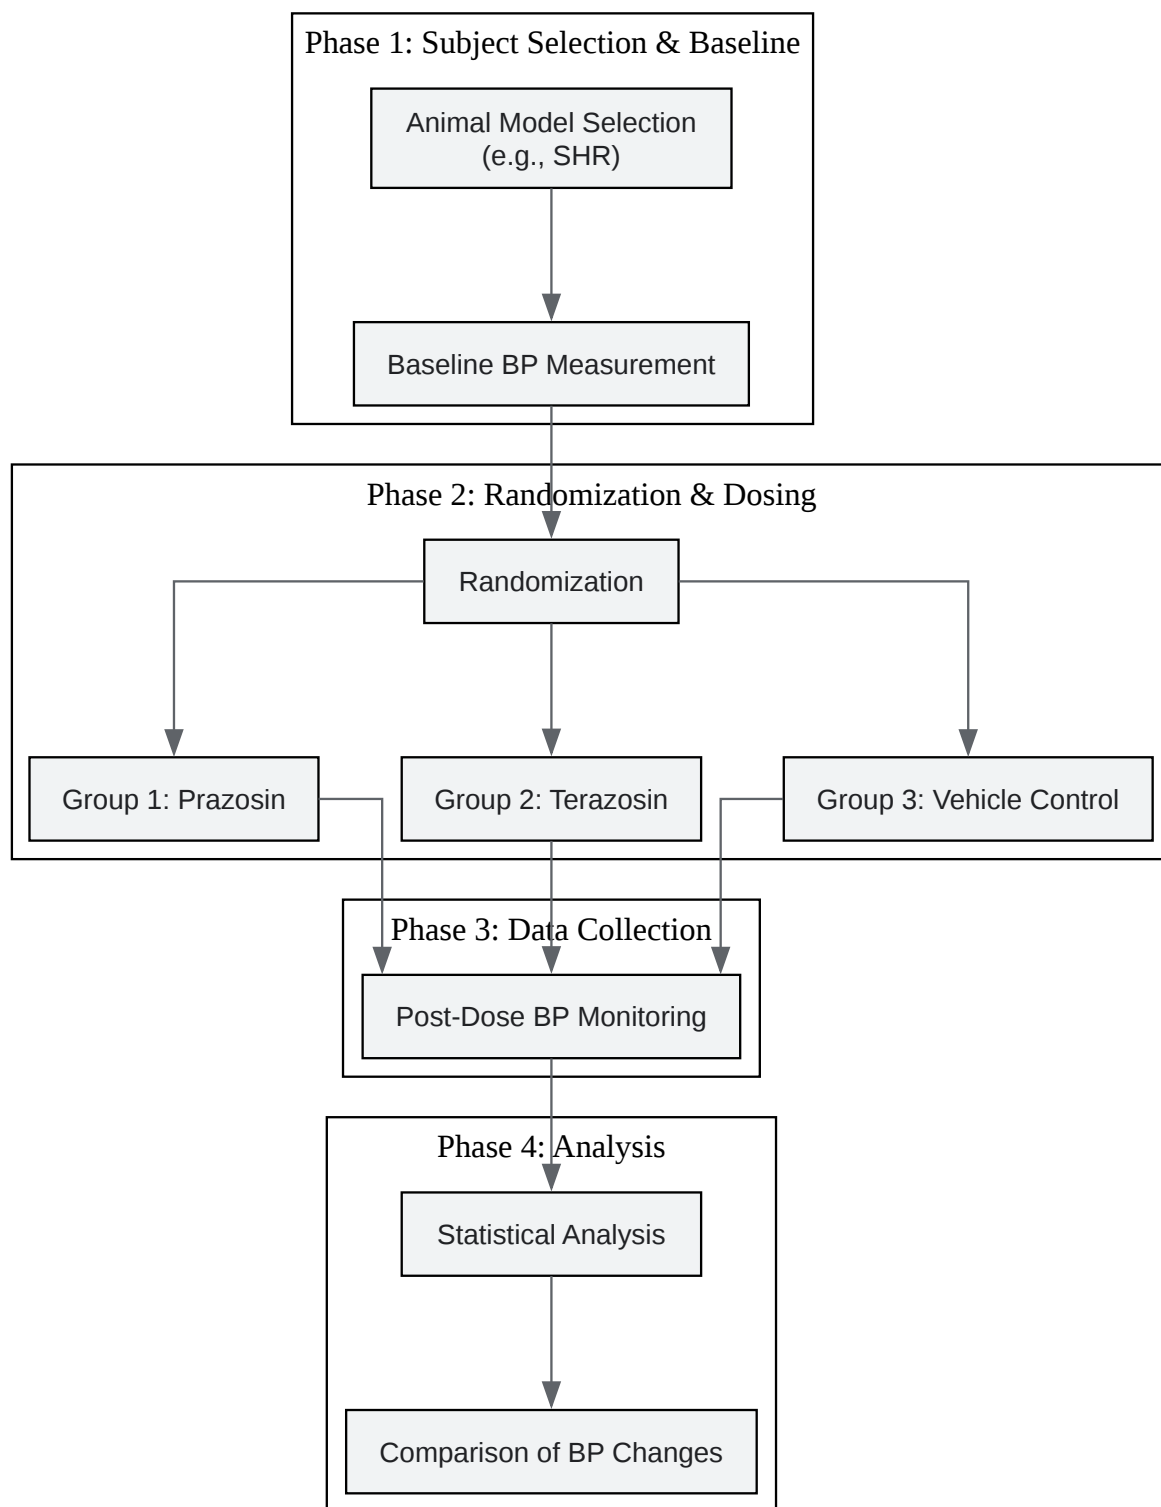 Phase 1: Subject Selection & Baseline
Animal Model Selection
(e.g., SHR)
Baseline BP Measurement
Phase 2: Randomization & Dosing
Randomization
Group 1: Prazosin
Group 2: Terazosin
Group 3: Vehicle Control
Phase 3: Data Collection
Post-Dose BP Monitoring
Phase 4: Analysis
Statistical Analysis
Comparison of BP Changes